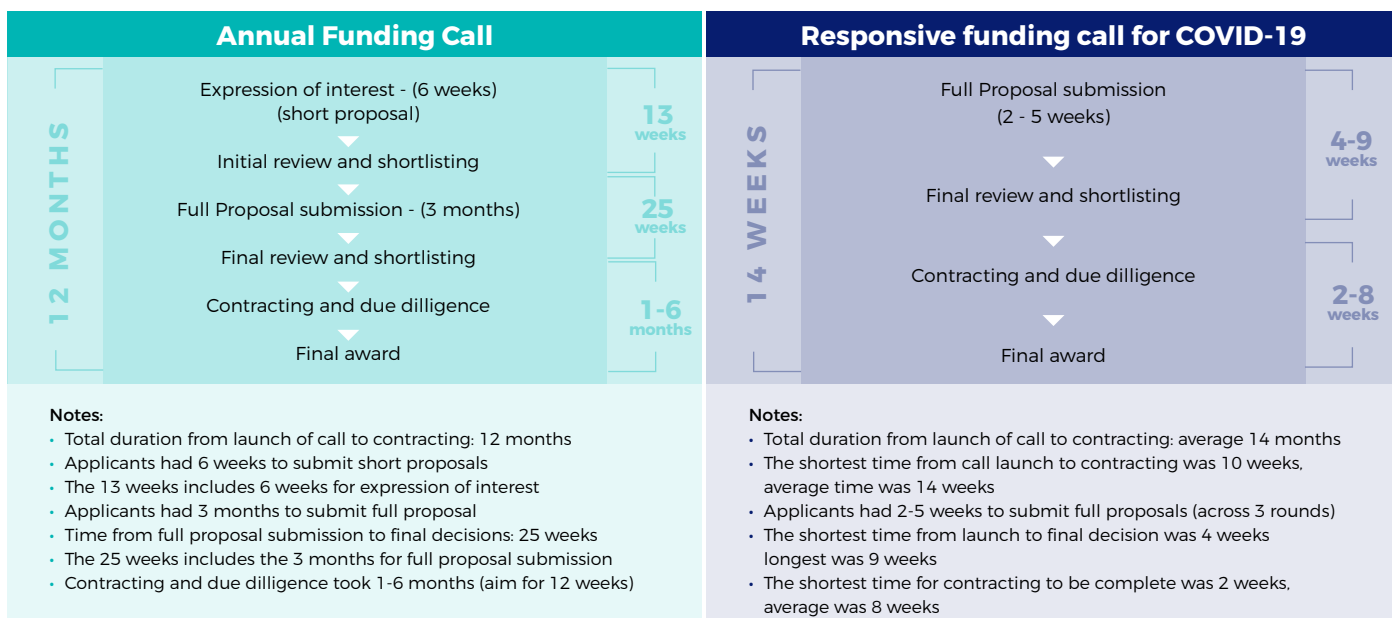 Annual Funding Call
12 MONTHS
Expression of interest - (6 weeks)
(short proposal)
Initial review and shortlisting
Full Proposal submission - (3 months)
Final review and shortlisting
Contracting and due dilligence
Final award
13
weeks
25
weeks
1-6
months
Notes:
• Total duration from launch of call to contracting: 12 months
• Applicants had 6 weeks to submit short proposals
• The 13 weeks includes 6 weeks for expression of interest
• Applicants had 3 months to submit full proposal
• Time from full proposal submission to final decisions: 25 weeks
• The 25 weeks includes the 3 months for full proposal submission
• Contracting and due dilligence took 1-6 months (aim for 12 weeks)
Responsive funding call for COVID-19
14 WEEKS
Full Proposal submission
(2 - 5 weeks)
Final review and shortlisting
Contracting and due dilligence
Final award
4-9
weeks
2-8
weeks
Notes:
• Total duration from launch of call to contracting: average 14 months
• The shortest time from call launch to contracting was 10 weeks,
average time was 14 weeks
• Applicants had 2-5 weeks to submit full proposals (across 3 rounds)
• The shortest time from launch to final decision was 4 weeks
longest was 9 weeks
• The shortest time for contracting to be complete was 2 weeks,
average was 8 weeks